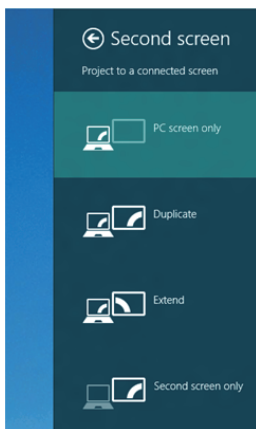 Second screen
Project to a connected screen
PC screen only
Duplicate
Extend
Second screen only